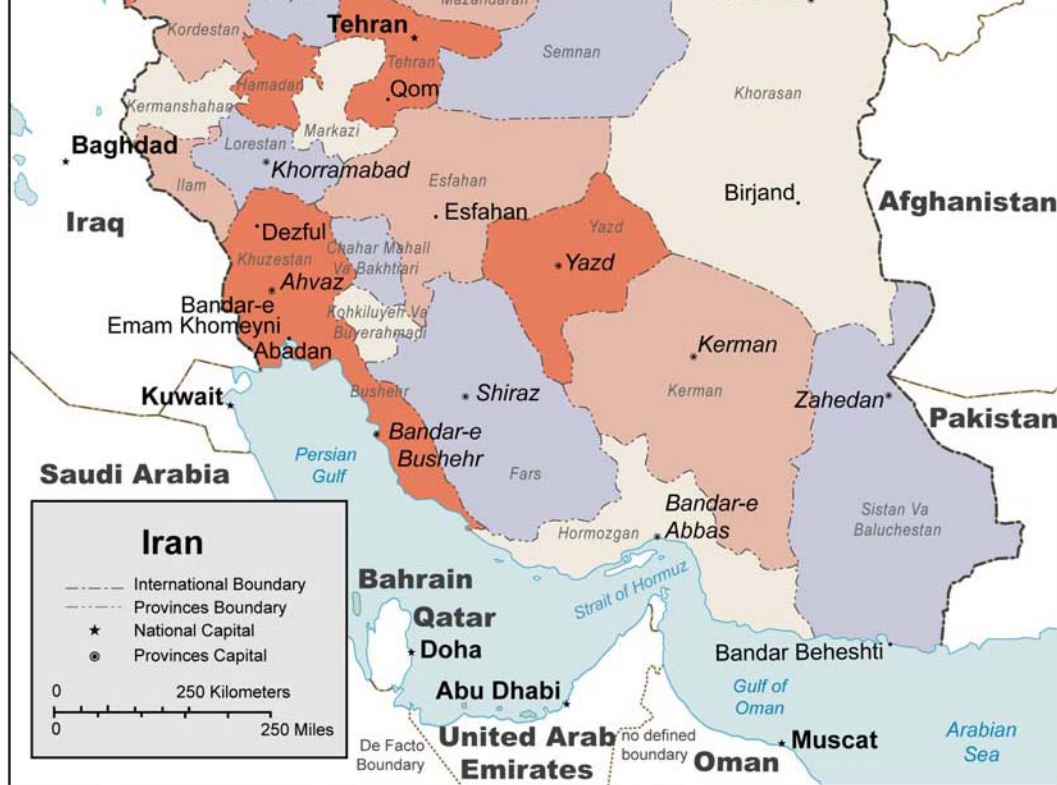 Mazandaran
Kordestan
Tehran
Semnan
Tehran
Hamadan
Qom
Khorasan
Kermanshahan
Markazi
Baghdad
Lorestan
Khorramabad
Ilam
Esfahan
Birjand
Afghanistan
Iraq
Esfahan
Dezful
Yazd
Khuzestan
Chahar Mahall
Va Bakhtiari
Yazd
Ahvaz
Bandar-e
Emam Khomeyni
Kohkiluyeh Va
Buyerahmadi
Abadan
Kerman
Kuwait
Bushehr
Shiraz
Kerman
Zahedan
Pakistan
Bandar-e
Bushehr
Persian
Gulf
Saudi Arabia
Fars
Bandar-e
Abbas
Sistan Va
Baluchestan
Hormozgan
Strait of Hormuz
Iran
International Boundary
Provinces Boundary
National Capital
Provinces Capital
0
250 Kilometers
0
250 Miles
Bahrain
Qatar
Doha
Abu Dhabi
Bandar Beheshti
Gulf of
Oman
De Facto
Boundary
United Arab
Emirates
no defined
boundary
Oman
Muscat
Arabian
Sea